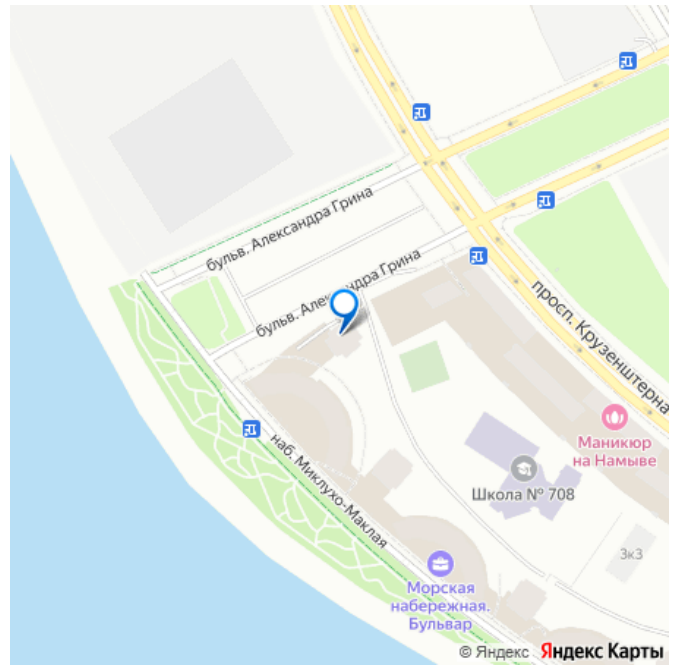 бульв. Александра Грина
бульв. Александра Грина
просп. Крузенштерна
наб. Миклухо-Маклая
Маникюр
на Намыве
Школа № 708
3к3
Морская
набережная.
Бульвар
© Яндекс Яндекс Карты